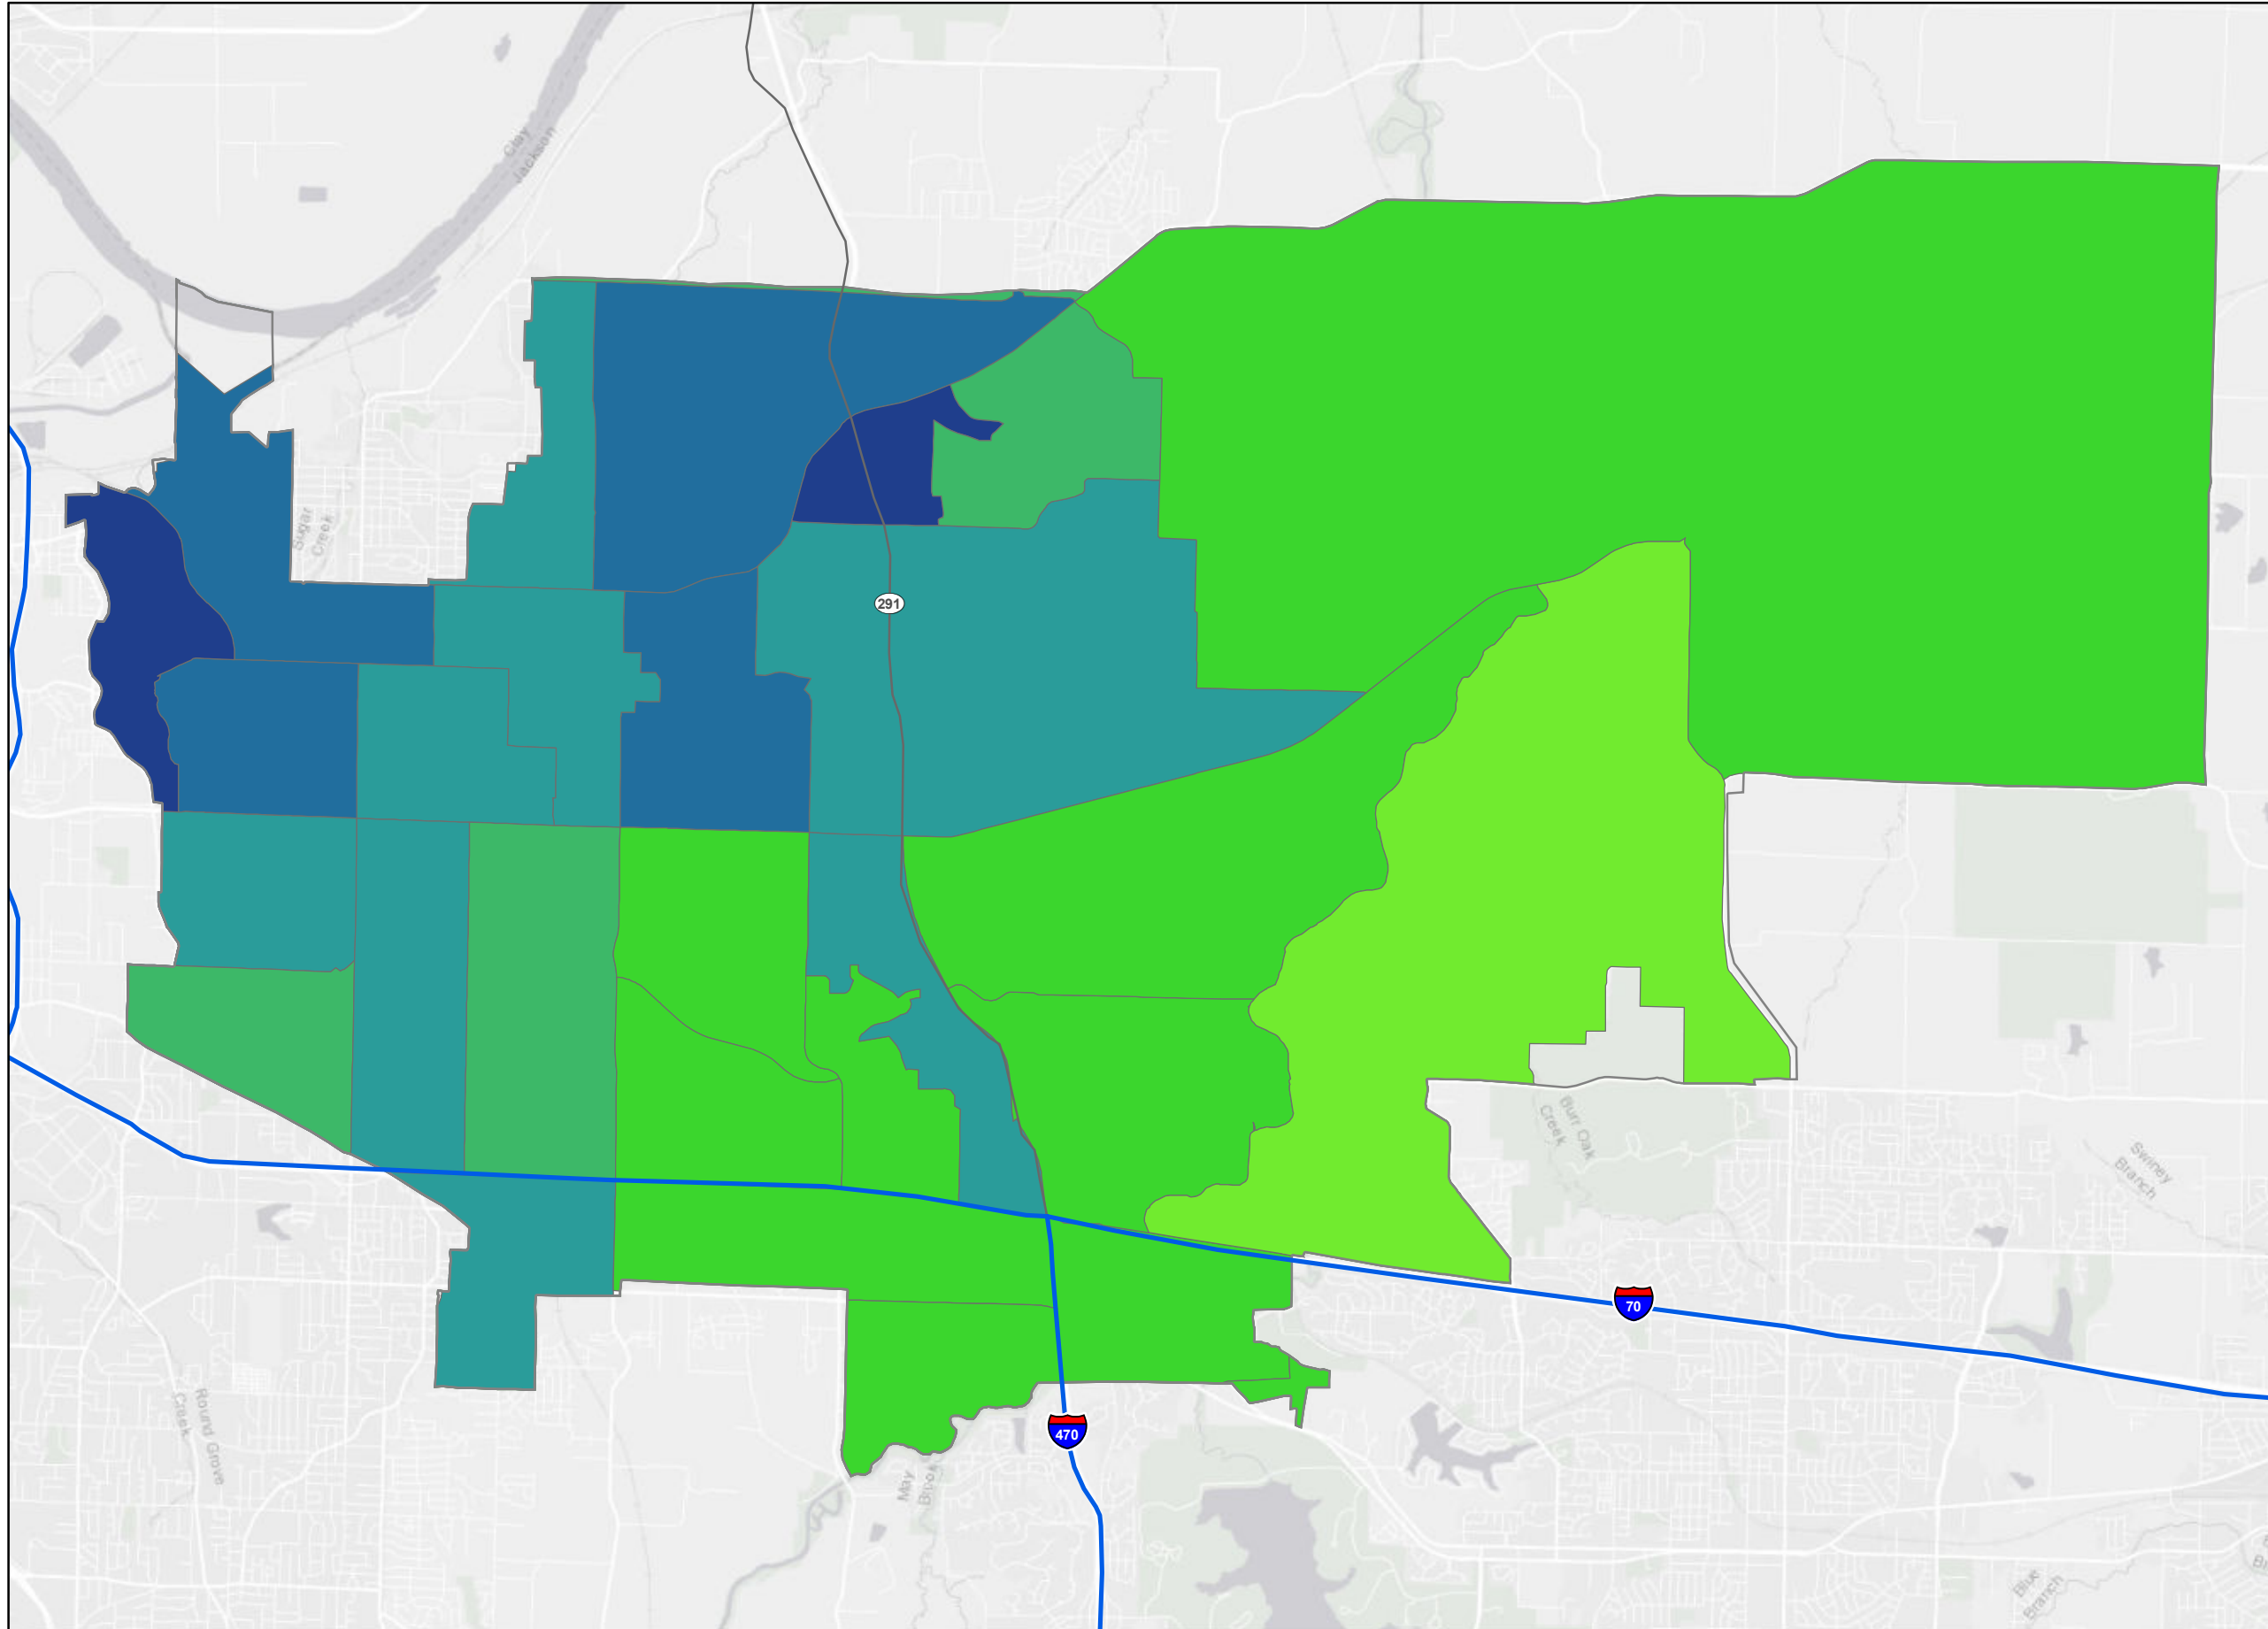 Clay
Jackson
Sugar
Creek
291
Burr Oak
Creek
Swiney
Branch
70
Round Grove
Creek
470
May
Brook
Blue
Branch